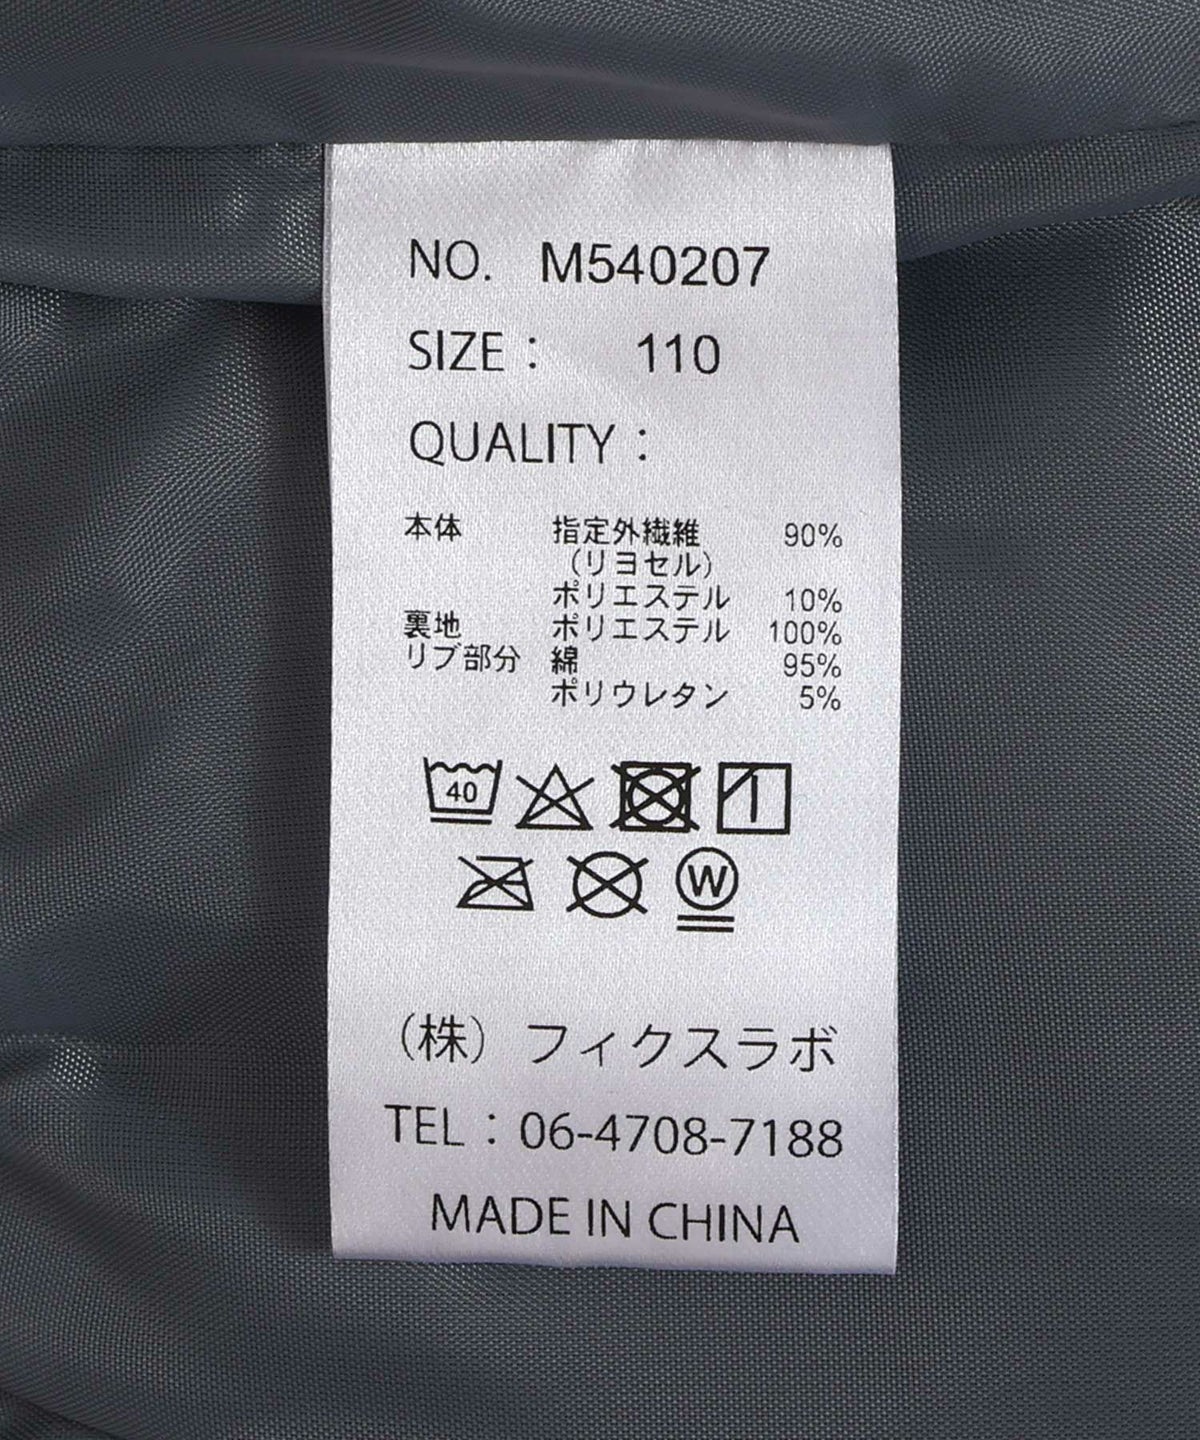 NO. M540207
SIZE： 110
QUALITY：
本体 指定外繊維 90%
（リヨセル）
ポリエステル 10%
裏地 ポリエステル 100%
リブ部分 綿 95%
ポリウレタン 5%
40
W
（株）フィクスラボ
TEL：06-4708-7188
MADE IN CHINA